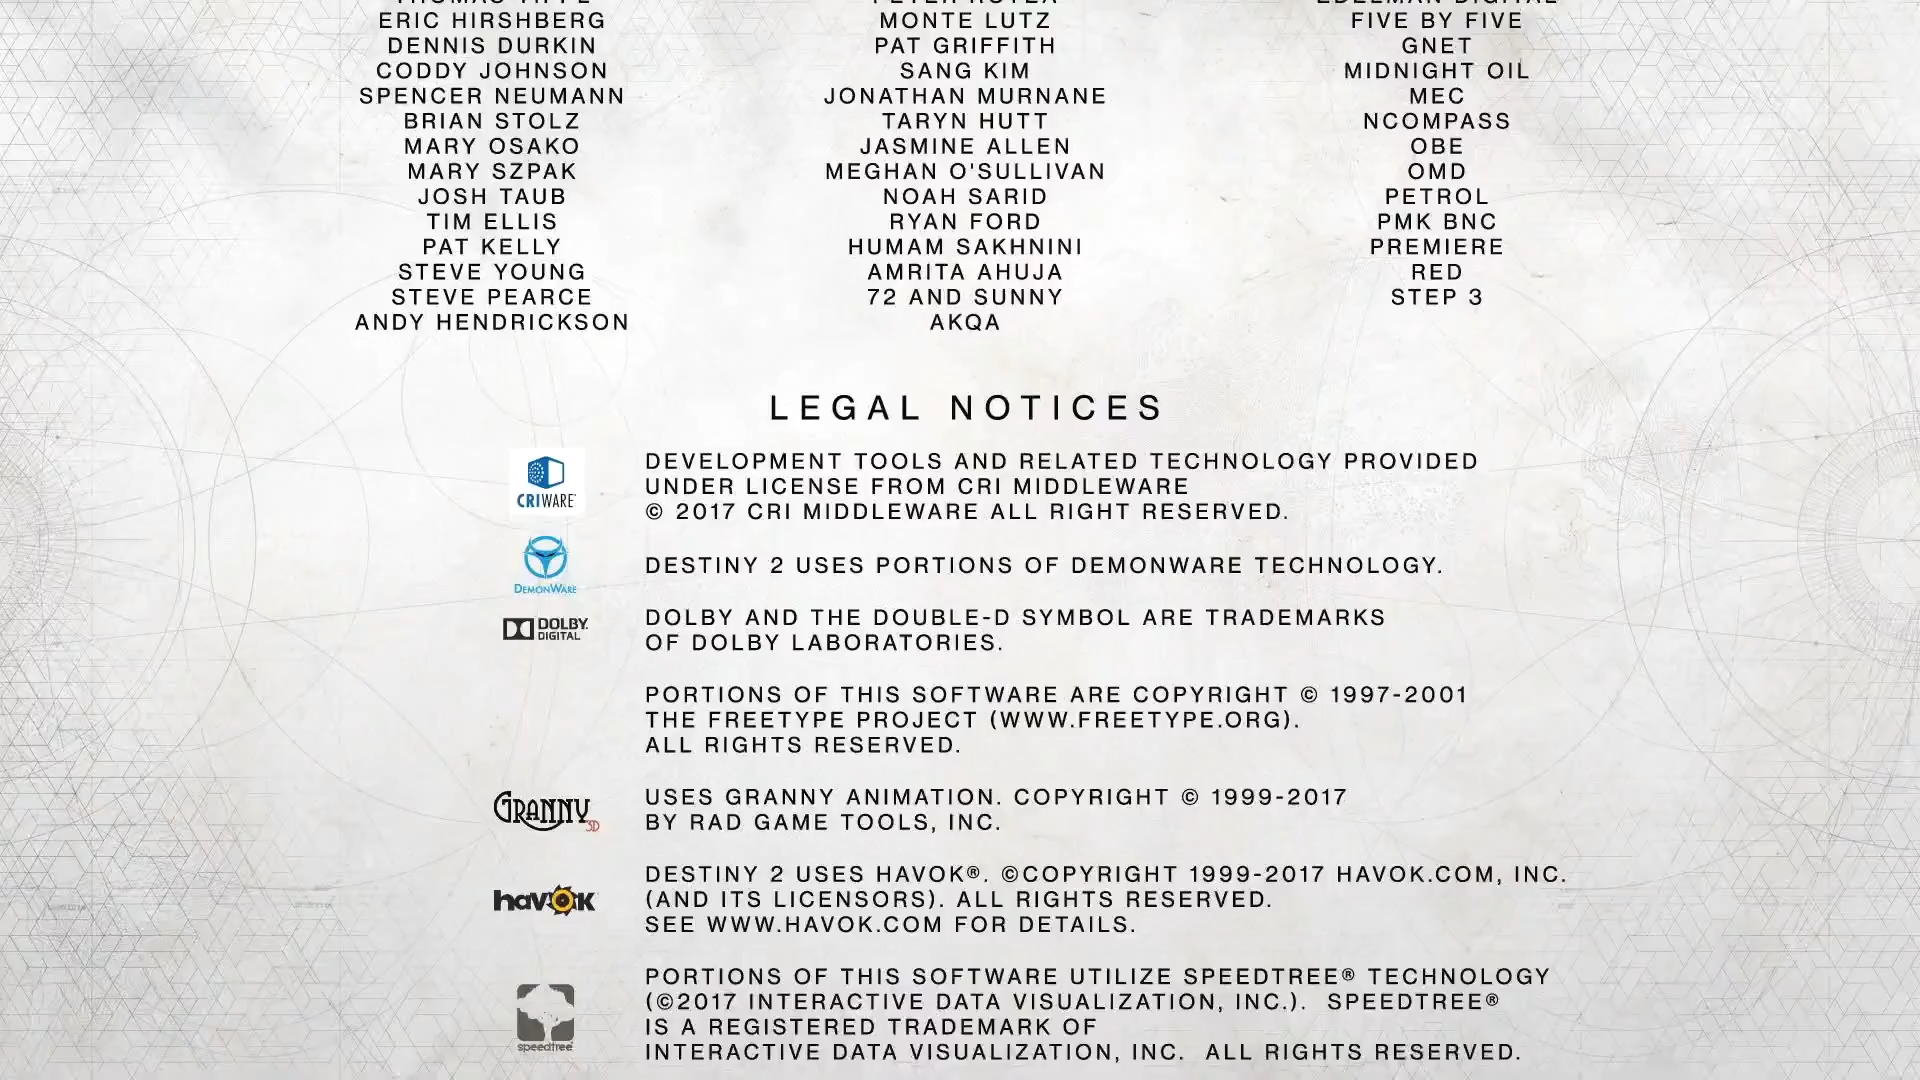 ERIC HIRSHBERG
DENNIS DURKIN
CODDY JOHNSON
SPENCER NEUMANN
BRIAN STOLZ
MARY OSAKO
MARY SZPAK
JOSH TAUB
TIM ELLIS
PAT KELLY
STEVE YOUNG
STEVE PEARCE
ANDY HENDRICKSON
MONTE LUTZ
PAT GRIFFITH
SANG KIM
JONATHAN MURNANE
TARYN HUTT
JASMINE ALLEN
MEGHAN O'SULLIVAN
NOAH SARID
RYAN FORD
HUMAM SAKHNINI
AMRITA AHUJA
72 AND SUNNY
AKQA
EDELMAN DIGITAL
FIVE BY FIVE
GNET
MIDNIGHT OIL
MEC
NCOMPASS
OBE
OMD
PETROL
PMK BNC
PREMIERE
RED
STEP 3
LEGAL NOTICES
CRIWARE
DEVELOPMENT TOOLS AND RELATED TECHNOLOGY PROVIDED
UNDER LICENSE FROM CRI MIDDLEWARE
© 2017 CRI MIDDLEWARE ALL RIGHT RESERVED.
DEMONWARE
DESTINY 2 USES PORTIONS OF DEMONWARE TECHNOLOGY.
DOLBY
DIGITAL
DOLBY AND THE DOUBLE-D SYMBOL ARE TRADEMARKS
OF DOLBY LABORATORIES.
PORTIONS OF THIS SOFTWARE ARE COPYRIGHT © 1997-2001
THE FREETYPE PROJECT (WWW.FREETYPE.ORG).
ALL RIGHTS RESERVED.
GRANNY 3D
USES GRANNY ANIMATION. COPYRIGHT © 1999-2017
BY RAD GAME TOOLS, INC.
havok
DESTINY 2 USES HAVOK®. ©COPYRIGHT 1999-2017 HAVOK.COM, INC.
(AND ITS LICENSORS). ALL RIGHTS RESERVED.
SEE WWW.HAVOK.COM FOR DETAILS.
speedtree
PORTIONS OF THIS SOFTWARE UTILIZE SPEEDTREE® TECHNOLOGY
(©2017 INTERACTIVE DATA VISUALIZATION, INC.). SPEEDTREE®
IS A REGISTERED TRADEMARK OF
INTERACTIVE DATA VISUALIZATION, INC. ALL RIGHTS RESERVED.